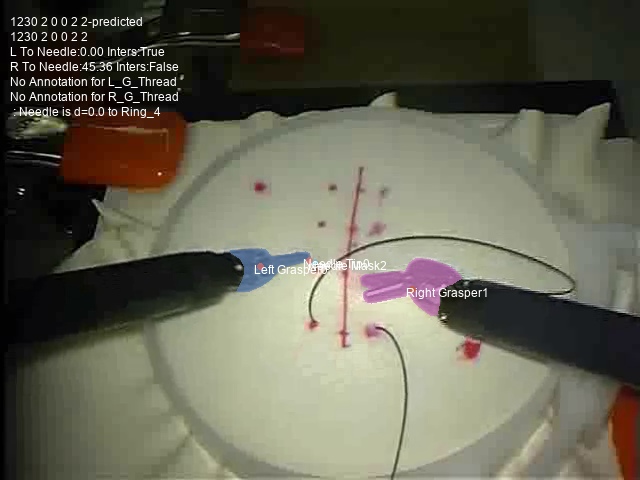 1230 2 0 0 2 2-predicted
1230 2 0 0 2 2
L To Needle:0.00 Inters:True
R To Needle:45.36 Inters:False
No Annotation for L_G_Thread
No Annotation for R_G_Thread
: Needle is d=0.0 to Ring_4
Mask2
Left Grasper
Right Grasper1